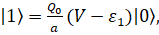 |1⟩ = Q₀/a (V − ε₁)|0⟩,